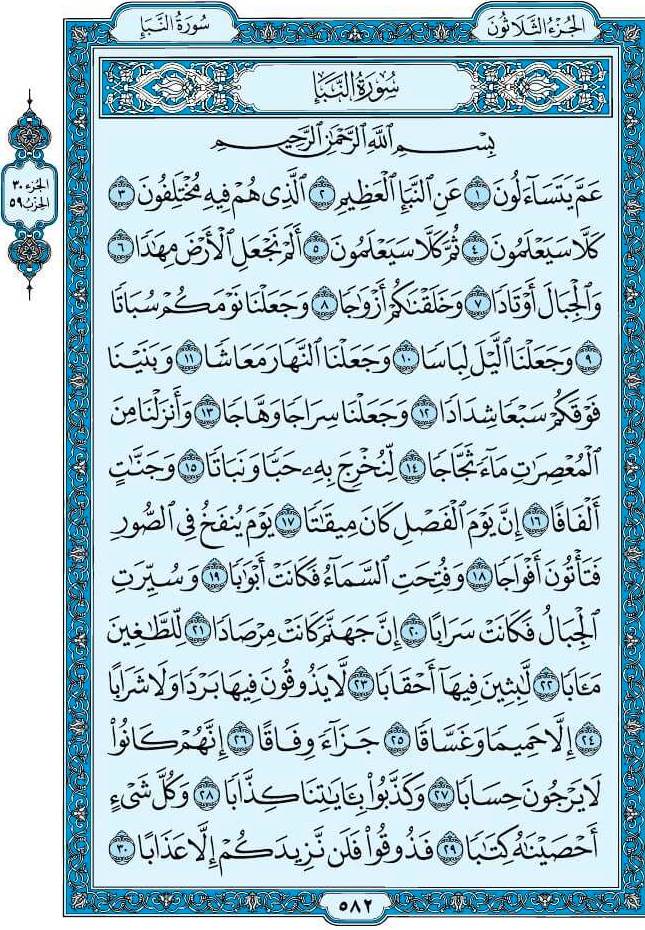 الجُزْءُ الثَّلَاثُونَ
سُورَةُ النَّبَإِ
سُورَةُ النَّبَإِ
الجزء ٣٠
الحزب ٥٩
بِسْمِ ٱللَّهِ ٱلرَّحْمَٰنِ ٱلرَّحِيمِ
عَمَّ يَتَسَآءَلُونَ ١ عَنِ ٱلنَّبَإِ ٱلْعَظِيمِ ٢ ٱلَّذِى هُمْ فِيهِ مُخْتَلِفُونَ ٣
كَلَّا سَيَعْلَمُونَ ٤ ثُمَّ كَلَّا سَيَعْلَمُونَ ٥ أَلَمْ نَجْعَلِ ٱلْأَرْضَ مِهَٰدًا ٦
وَٱلْجِبَالَ أَوْتَادًا ٧ وَخَلَقْنَٰكُمْ أَزْوَٰجًا ٨ وَجَعَلْنَا نَوْمَكُمْ سُبَاتًا
٩ وَجَعَلْنَا ٱلَّيْلَ لِبَاسًا ١٠ وَجَعَلْنَا ٱلنَّهَارَ مَعَاشًا ١١ وَبَنَيْنَا
فَوْقَكُمْ سَبْعًا شِدَادًا ١٢ وَجَعَلْنَا سِرَاجًا وَهَّاجًا ١٣ وَأَنزَلْنَا مِنَ
ٱلْمُعْصِرَٰتِ مَآءً ثَجَّاجًا ١٤ لِّنُخْرِجَ بِهِۦ حَبًّا وَنَبَاتًا ١٥ وَجَنَّٰتٍ
أَلْفَافًا ١٦ إِنَّ يَوْمَ ٱلْفَصْلِ كَانَ مِيقَٰتًا ١٧ يَوْمَ يُنفَخُ فِى ٱلصُّورِ
فَتَأْتُونَ أَفْوَاجًا ١٨ وَفُتِحَتِ ٱلسَّمَآءُ فَكَانَتْ أَبْوَٰبًا ١٩ وَسُيِّرَتِ
ٱلْجِبَالُ فَكَانَتْ سَرَابًا ٢٠ إِنَّ جَهَنَّمَ كَانَتْ مِرْصَادًا ٢١ لِّلطَّٰغِينَ
مَـَٔابًا ٢٢ لَّٰبِثِينَ فِيهَآ أَحْقَابًا ٢٣ لَّا يَذُوقُونَ فِيهَا بَرْدًا وَلَا شَرَابًا
٢٤ إِلَّا حَمِيمًا وَغَسَّاقًا ٢٥ جَزَآءً وِفَاقًا ٢٦ إِنَّهُمْ كَانُوا۟
لَا يَرْجُونَ حِسَابًا ٢٧ وَكَذَّبُوا۟ بِـَٔايَٰتِنَا كِذَّابًا ٢٨ وَكُلَّ شَىْءٍ
أَحْصَيْنَٰهُ كِتَٰبًا ٢٩ فَذُوقُوا۟ فَلَن نَّزِيدَكُمْ إِلَّا عَذَابًا ٣٠
٥٨٢